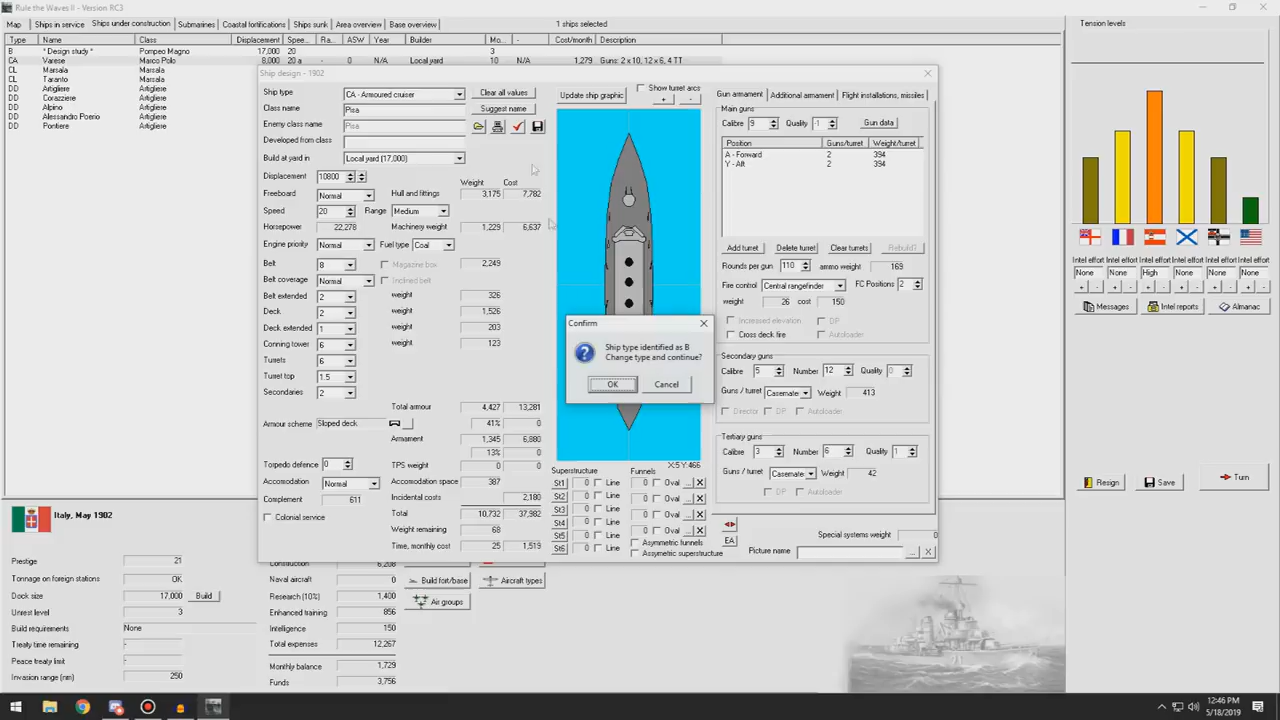 Rule the Waves II - Version RC3
Map Ships in service Ships under construction Submarines Coastal fortifications Ships sunk Area overview Base overview 1 ships selected
Type Name Class Displacement Spee... Ra... ASW Year Builder Mo... - Cost/month Description
B * Design study * Pompeo Magno 17,000 20 3
CA Varese Marco Polo 8,000 20 a - 0 N/A Local yard 10 N/A 1,279 Guns: 2 x 10, 12 x 6, 4 TT
CL Marsala Marsala
CL Taranto Marsala
DD Artigliere Artigliere
DD Corazziere Artigliere
DD Alpino Artigliere
DD Alessandro Poerio Artigliere
DD Pontiere Artigliere
Ship design - 1902
Ship type CA - Armoured cruiser Clear all values
Class name Pisa Suggest name
Enemy class name Pisa
Developed from class
Build at yard in Local yard (17,000)
Displacement 10800 Weight Cost
Freeboard Normal Hull and fittings 3,175 7,782
Speed 20 Range Medium
Horsepower 22,278 Machinery weight 1,229 6,637
Engine priority Normal Fuel type Coal
Belt 8 Magazine box 2,249
Belt coverage Normal Inclined belt
Belt extended 2 weight 326
Deck 2 weight 1,526
Deck extended 1 weight 203
Conning tower 6 weight 123
Turrets 6
Turret top 1.5
Secondaries 2
Total armour 4,427 13,281
41% 0
Armour scheme Sloped deck
Armament 1,345 6,880
13% 0
Torpedo defence 0 TPS weight 0 0
Accomodation Normal Accomodation space 387
Complement 611 Incidental costs 2,180
Colonial service Total 10,732 37,982
Weight remaining 68
Time, monthly cost 25 1,519
Update ship graphic Show turret arcs
+ -
Confirm
Ship type identified as B
Change type and continue?
OK Cancel
X:5 Y:466
Superstructure Funnels
St1 0 Line 0 Oval ... X
St2 0 Line 0 Oval ... X
St3 0 Line 0 Oval ... X
St4 0 Line 0 Oval ... X
St5 0 Line Asymmetric funnels
St6 0 Line Asymetric superstructure
Gun armament Additional armament Flight installations, missiles
Main guns
Calibre 9 Quality -1 Gun data
Position Guns/turret Weight/turret
A - Forward 2 394
Y - Aft 2 394
Add turret Delete turret Clear turrets Rebuild?
Rounds per gun 110 ammo weight 169
Fire control Central rangefinder FC Positions 2
weight 26 cost 150
Increased elevation DP
Cross deck fire Autoloader
Secondary guns
Calibre 5 Number 12 Quality 0
Guns / turret Casemate Weight 413
Director DP Autoloader
Tertiary guns
Calibre 3 Number 6 Quality 1
Guns / turret Casemate Weight 42
DP Autoloader
EA Special systems weight 0
Picture name ... X
Tension levels
Intel effort Intel effort Intel effort Intel effort Intel effort Intel effort
None None High None None None
+ - + - + - + - + - + -
Messages Intel reports Almanac
Resign Save Turn
Italy, May 1902
Prestige 21
Tonnage on foreign stations OK
Dock size 17,000 Build
Unrest level 3
Build requirements None
Treaty time remaining -
Peace treaty limit -
Invasion range (nm) 250
Construction 6,208
Naval aircraft 0
Research (10%) 1,400
Enhanced training 856
Intelligence 150
Total expenses 12,267
Monthly balance 1,729
Funds 3,756
Build fort/base Aircraft types
Air groups
12:46 PM
5/18/2019